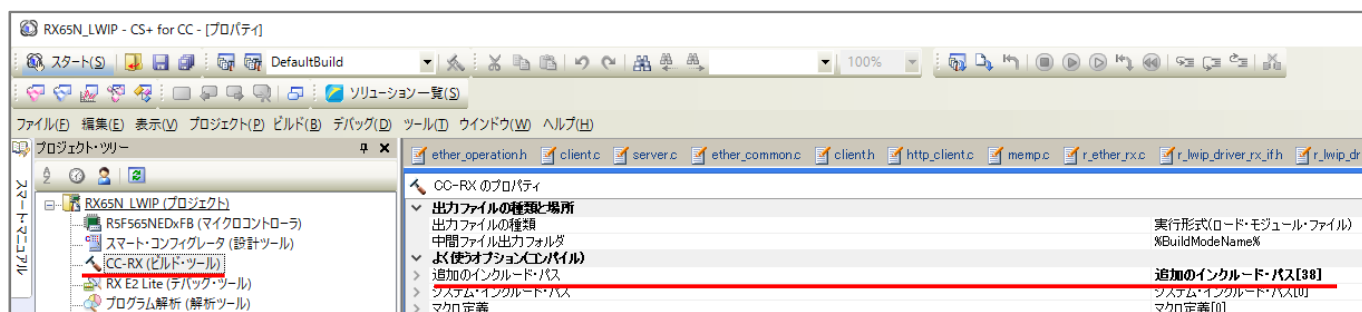 RX65N_LWIP - CS+ for CC - [プロパティ]
スタート(S) DefaultBuild 100%
ソリューション一覧(S)
ファイル(F) 編集(E) 表示(V) プロジェクト(P) ビルド(B) デバッグ(D) ツール(T) ウインドウ(W) ヘルプ(H)
プロジェクト・ツリー
ether_operation.h client.c server.c ether_common.c client.h http_client.c memp.c r_ether_rx.c r_lwip_driver_rx_if.h r_lwip_dr
スマート・マニュアル
CC-RX のプロパティ
RX65N_LWIP (プロジェクト)
R5F565NEDxFB (マイクロコントローラ)
スマート・コンフィグレータ (設計ツール)
CC-RX (ビルド・ツール)
RX E2 Lite (デバッグ・ツール)
プログラム解析 (解析ツール)
出力ファイルの種類と場所
出力ファイルの種類 実行形式(ロード・モジュール・ファイル)
中間ファイル出力フォルダ %BuildModeName%
よく使うオプション(コンパイル)
追加のインクルード・パス 追加のインクルード・パス[38]
システム・インクルード・パス システム・インクルード・パス[0]
マクロ定義 マクロ定義[0]